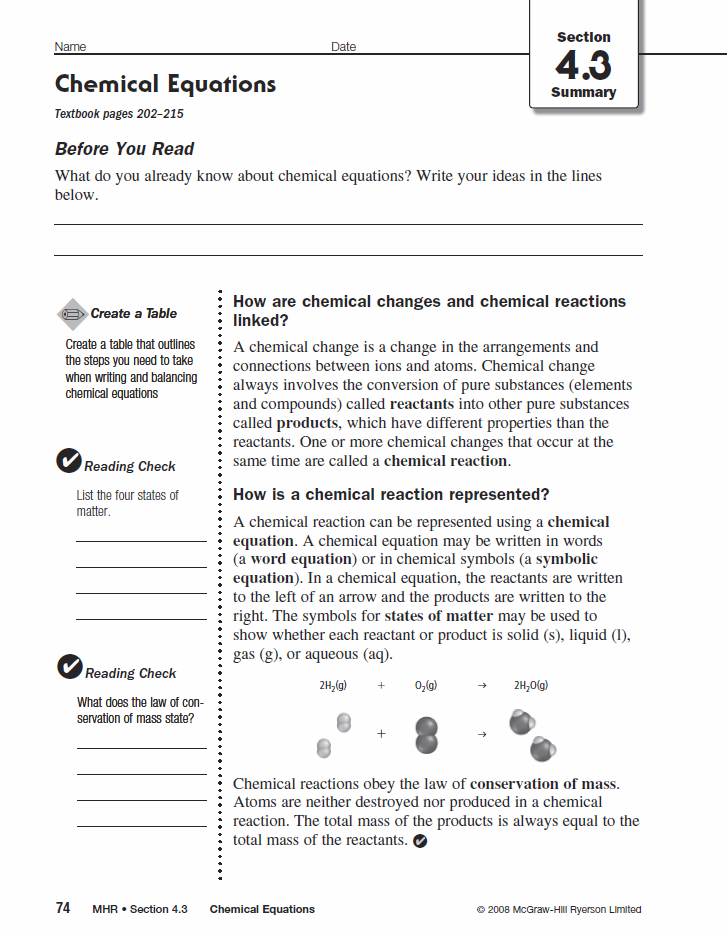 Name Date
Section
4.3
Summary
Chemical Equations
Textbook pages 202–215
Before You Read
What do you already know about chemical equations? Write your ideas in the lines
below.
Create a Table
Create a table that outlines
the steps you need to take
when writing and balancing
chemical equations
Reading Check
List the four states of
matter.
Reading Check
What does the law of con-
servation of mass state?
How are chemical changes and chemical reactions
linked?
A chemical change is a change in the arrangements and
connections between ions and atoms. Chemical change
always involves the conversion of pure substances (elements
and compounds) called reactants into other pure substances
called products, which have different properties than the
reactants. One or more chemical changes that occur at the
same time are called a chemical reaction.
How is a chemical reaction represented?
A chemical reaction can be represented using a chemical
equation. A chemical equation may be written in words
(a word equation) or in chemical symbols (a symbolic
equation). In a chemical equation, the reactants are written
to the left of an arrow and the products are written to the
right. The symbols for states of matter may be used to
show whether each reactant or product is solid (s), liquid (l),
gas (g), or aqueous (aq).
2H₂(g) + O₂(g) → 2H₂O(g)
+ →
Chemical reactions obey the law of conservation of mass.
Atoms are neither destroyed nor produced in a chemical
reaction. The total mass of the products is always equal to the
total mass of the reactants.
74 MHR • Section 4.3 Chemical Equations © 2008 McGraw-Hill Ryerson Limited